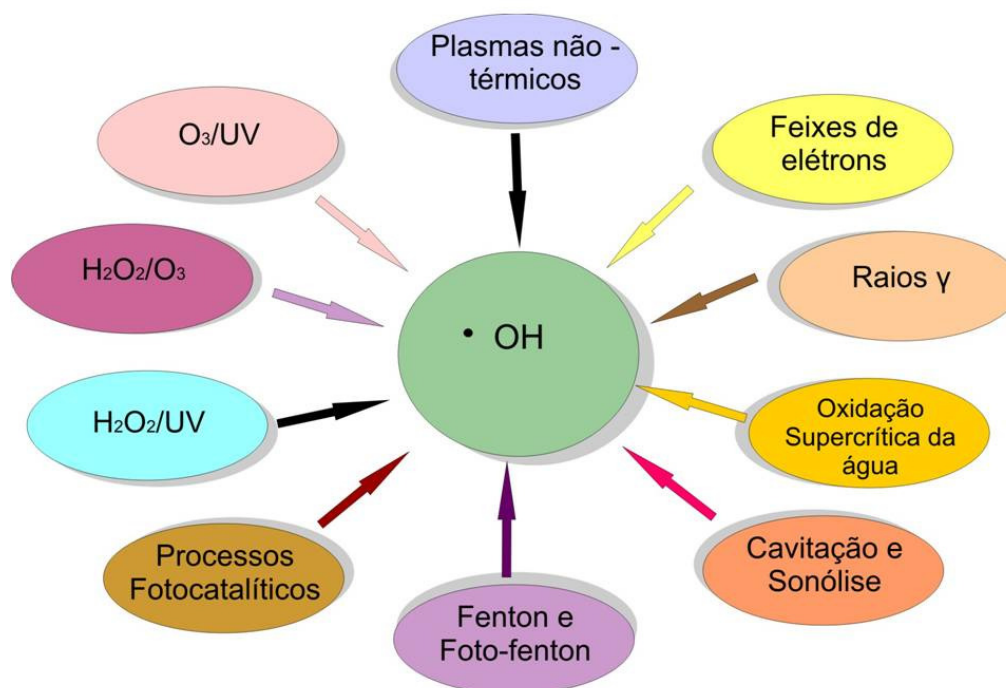 Plasmas não -
térmicos
O₃/UV
Feixes de
elétrons
H₂O₂/O₃
Raios γ
• OH
H₂O₂/UV
Oxidação
Supercrítica da
água
Processos
Fotocatalíticos
Cavitação e
Sonólise
Fenton e
Foto-fenton